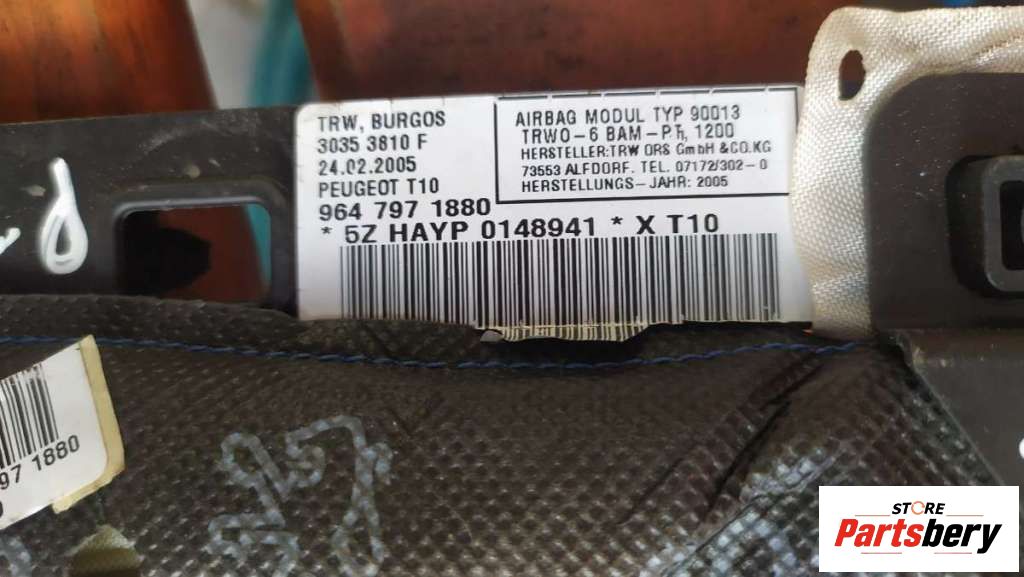 TRW, BURGOS
3035 3810 F
24.02.2005
PEUGEOT T10
964 797 1880
* 5Z HAYP 0148941 * X T10
AIRBAG MODUL TYP 90013
TRWO-6 BAM-PTh, 1200
HERSTELLER:TRW ORS GmbH &CO.KG
73553 ALFDORF. TEL. 07172/302-0
HERSTELLUNGS-JAHR: 2005
97 1880
STORE
Partsbery